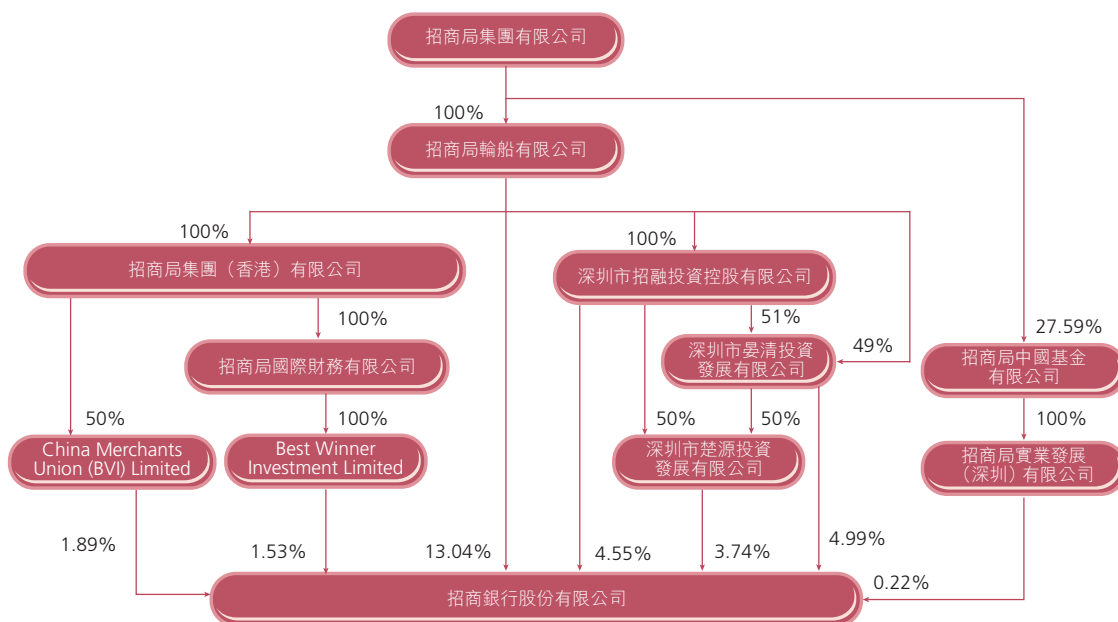 招商局集團有限公司
100%
招商局輪船有限公司
100%
招商局集團（香港）有限公司
100%
深圳市招融投資控股有限公司
100%
招商局國際財務有限公司
51%
深圳市晏清投資
發展有限公司
49%
27.59%
招商局中國基金
有限公司
50%
China Merchants
Union (BVI) Limited
100%
Best Winner
Investment Limited
50%
50%
深圳市楚源投資
發展有限公司
100%
招商局實業發展
（深圳）有限公司
1.89%
1.53%
13.04%
4.55%
3.74%
4.99%
0.22%
招商銀行股份有限公司